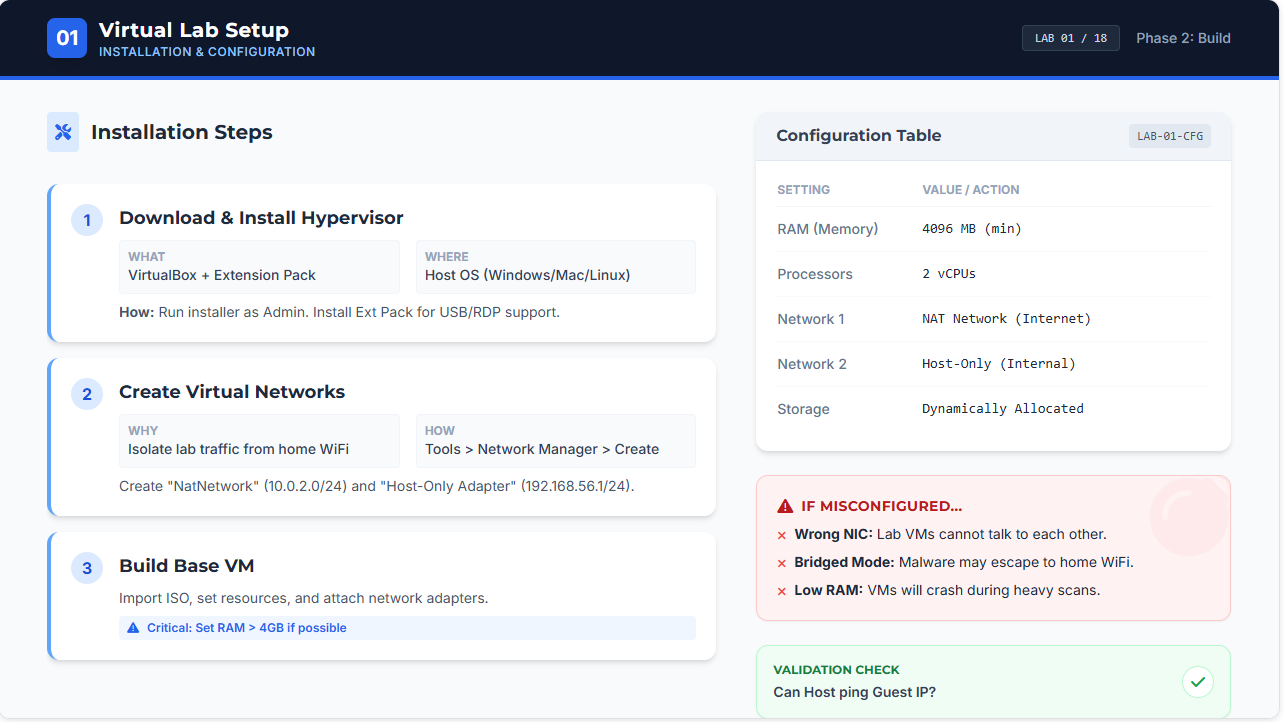 01
Virtual Lab Setup
INSTALLATION & CONFIGURATION
LAB 01 / 18
Phase 2: Build
Installation Steps
1
Download & Install Hypervisor
WHAT
VirtualBox + Extension Pack
WHERE
Host OS (Windows/Mac/Linux)
How: Run installer as Admin. Install Ext Pack for USB/RDP support.
2
Create Virtual Networks
WHY
Isolate lab traffic from home WiFi
HOW
Tools > Network Manager > Create
Create "NatNetwork" (10.0.2.0/24) and "Host-Only Adapter" (192.168.56.1/24).
3
Build Base VM
Import ISO, set resources, and attach network adapters.
Critical: Set RAM > 4GB if possible
Configuration Table
LAB-01-CFG
SETTING VALUE / ACTION
RAM (Memory) 4096 MB (min)
Processors 2 vCPUs
Network 1 NAT Network (Internet)
Network 2 Host-Only (Internal)
Storage Dynamically Allocated
IF MISCONFIGURED...
Wrong NIC: Lab VMs cannot talk to each other.
Bridged Mode: Malware may escape to home WiFi.
Low RAM: VMs will crash during heavy scans.
VALIDATION CHECK
Can Host ping Guest IP?